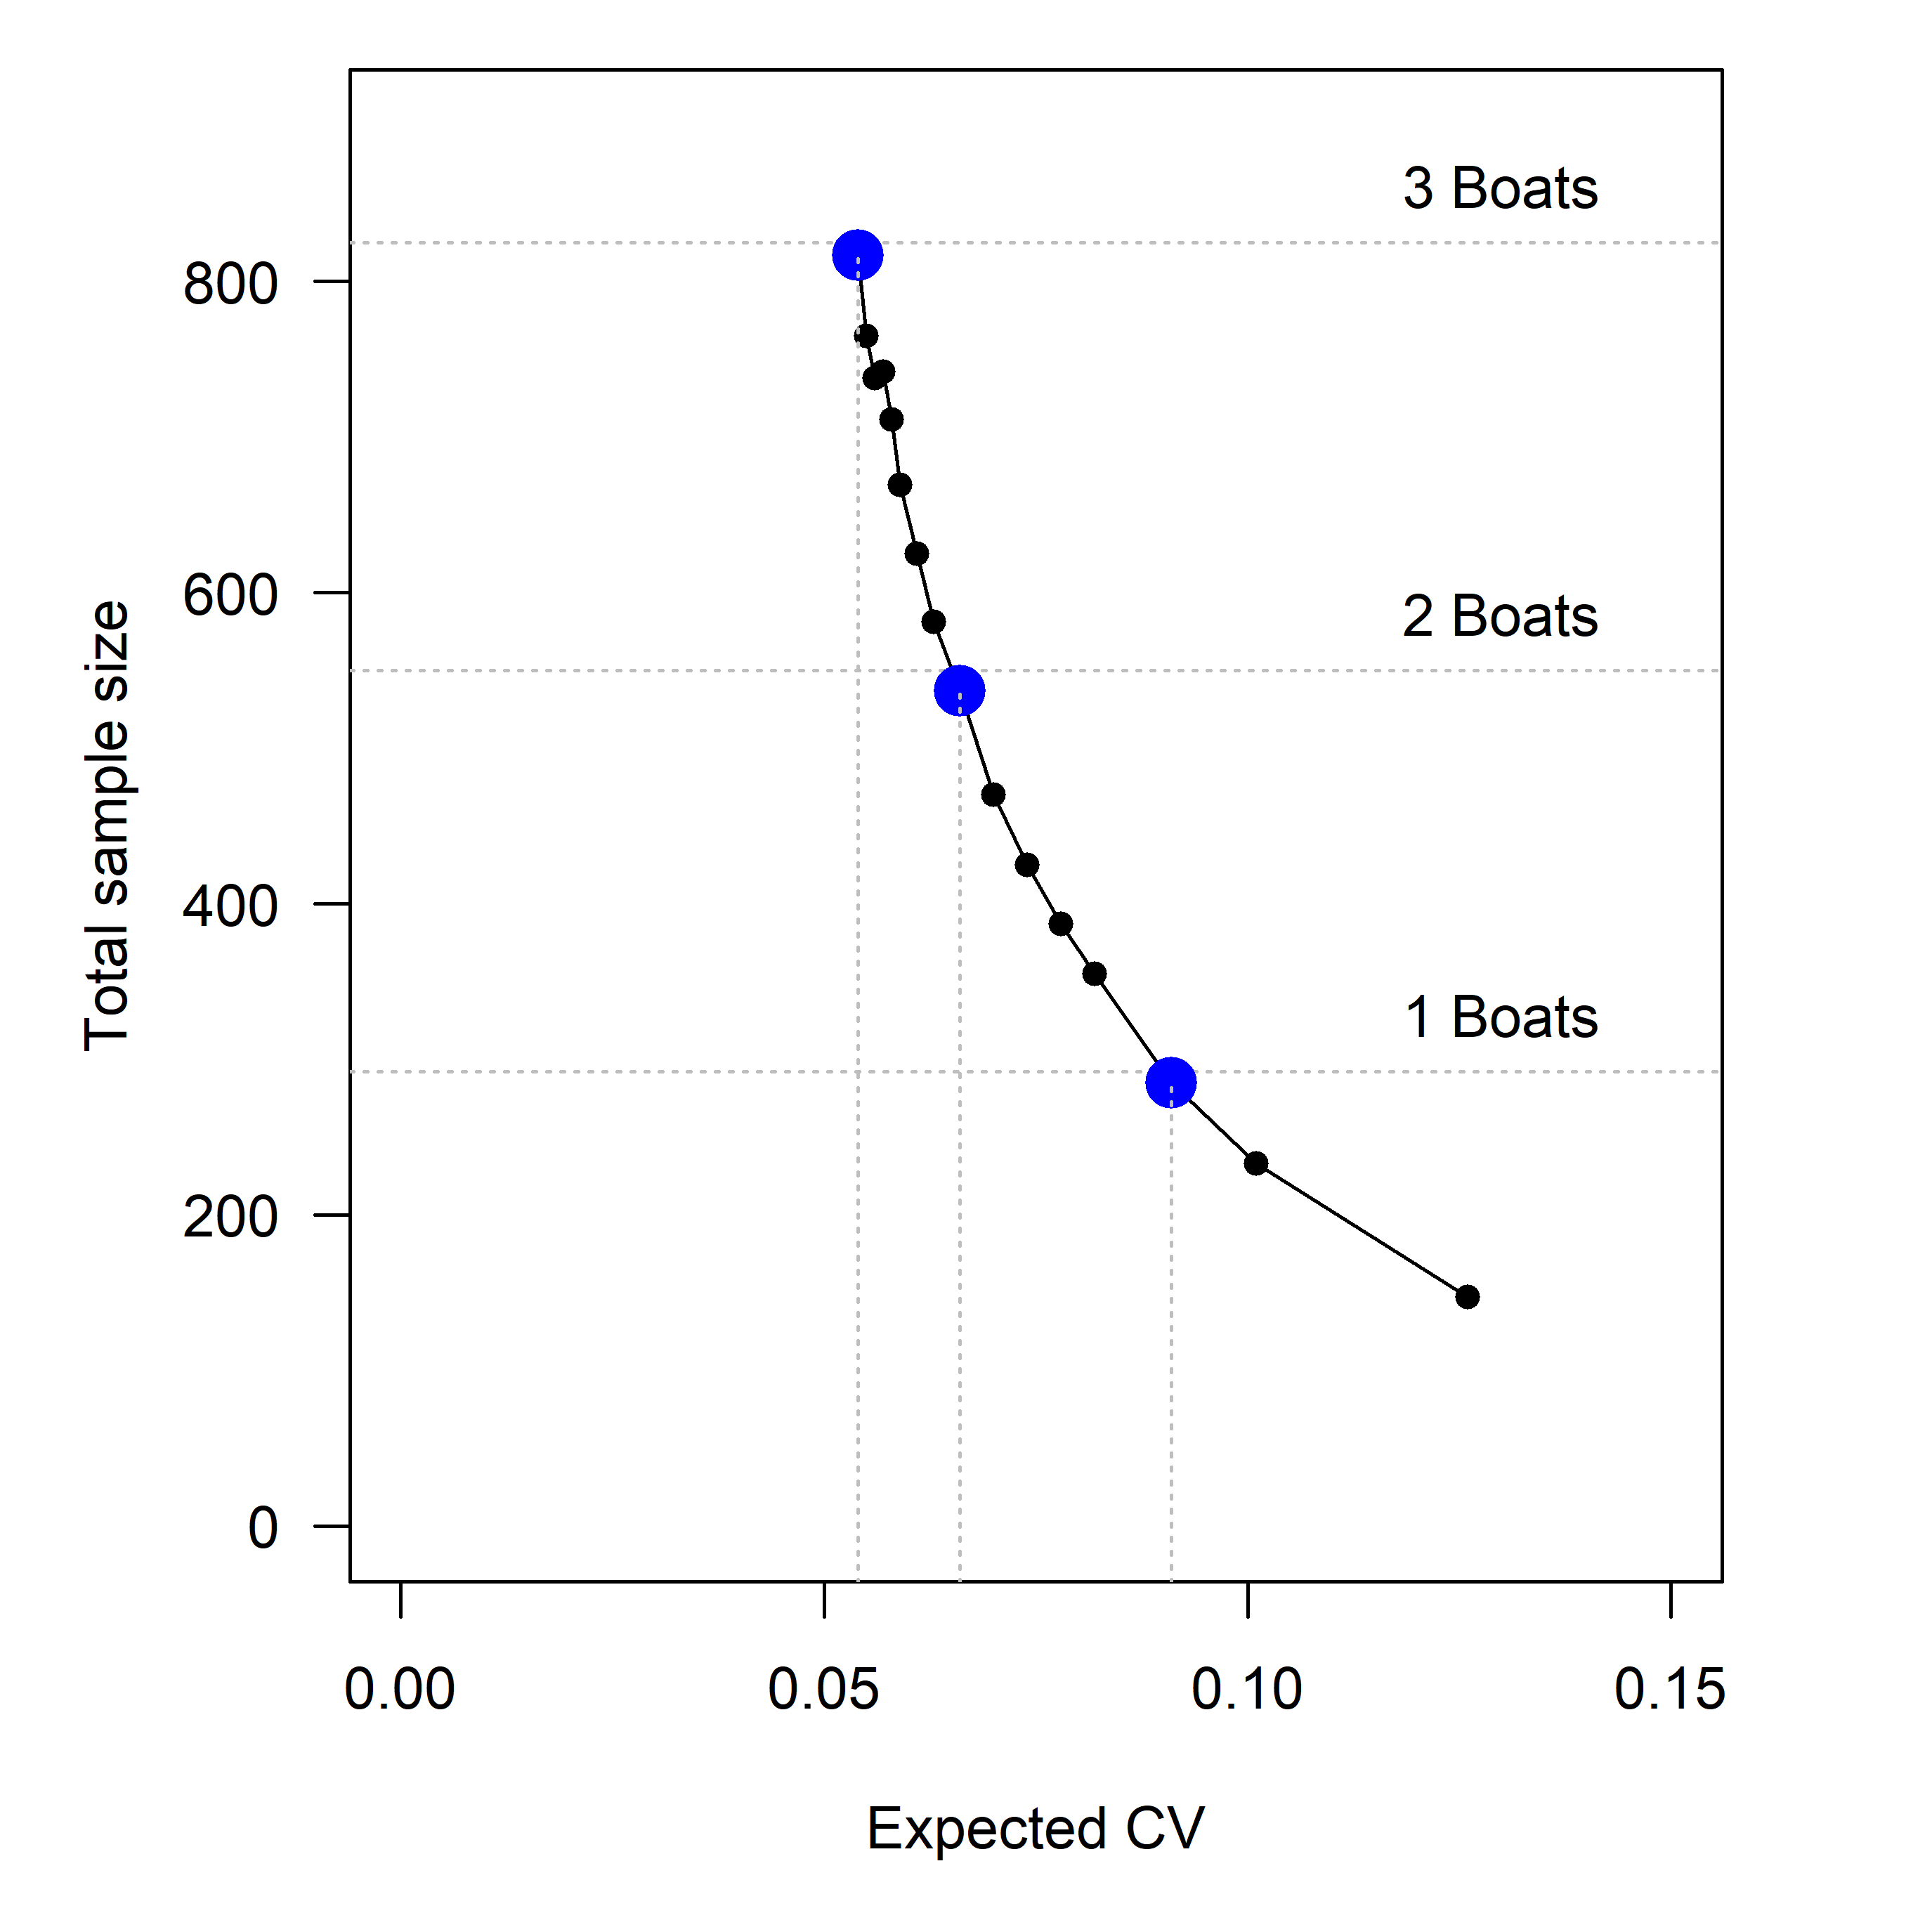 3 Boats
800
600
2 Boats
Total sample size
400
1 Boats
200
0
0.00 0.05 0.10 0.15
Expected CV